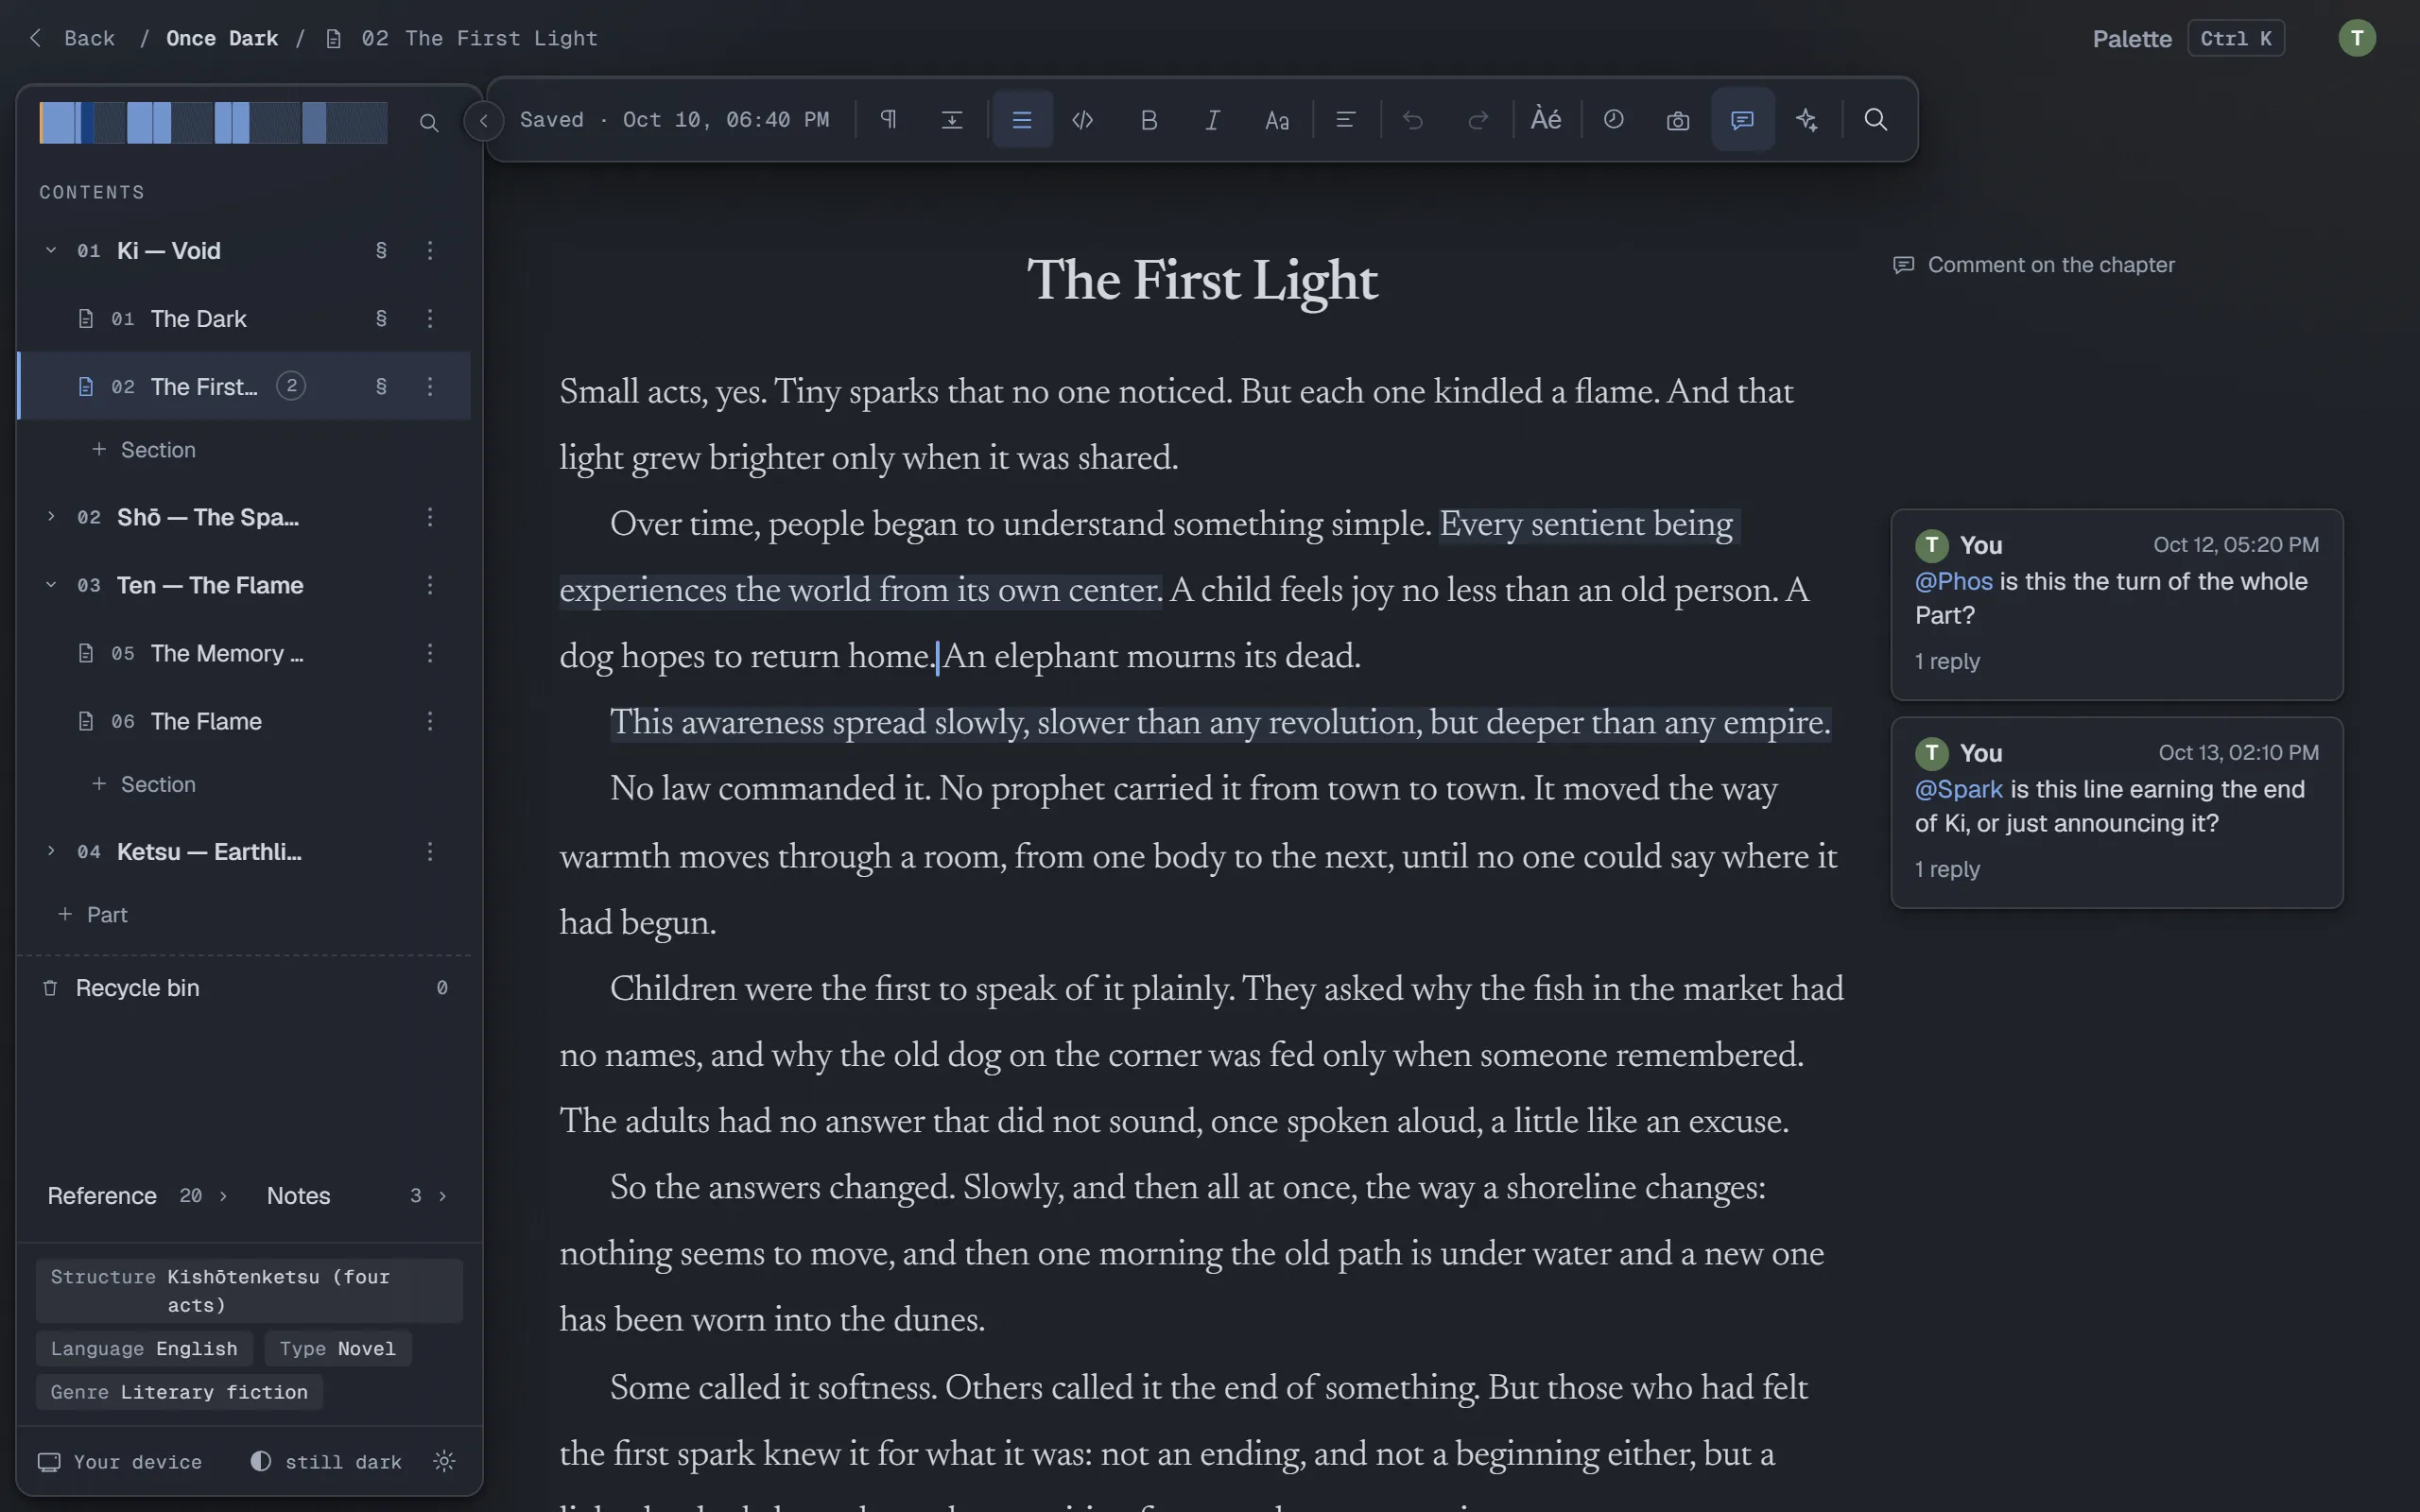 Back / Once Dark / 02 The First Light
Palette Ctrl K
T
Saved · Oct 10, 06:40 PM
Aa
Àé
CONTENTS
01 Ki — Void §
01 The Dark §
02 The First… 2 §
+ Section
02 Shō — The Spa…
03 Ten — The Flame
05 The Memory …
06 The Flame
+ Section
04 Ketsu — Earthli…
+ Part
Recycle bin 0
Reference 20 Notes 3
Structure Kishōtenketsu (four
acts)
Language English Type Novel
Genre Literary fiction
Your device still dark
The First Light
Small acts, yes. Tiny sparks that no one noticed. But each one kindled a flame. And that
light grew brighter only when it was shared.
Over time, people began to understand something simple. Every sentient being
experiences the world from its own center. A child feels joy no less than an old person. A
dog hopes to return home. An elephant mourns its dead.
This awareness spread slowly, slower than any revolution, but deeper than any empire.
No law commanded it. No prophet carried it from town to town. It moved the way
warmth moves through a room, from one body to the next, until no one could say where it
had begun.
Children were the first to speak of it plainly. They asked why the fish in the market had
no names, and why the old dog on the corner was fed only when someone remembered.
The adults had no answer that did not sound, once spoken aloud, a little like an excuse.
So the answers changed. Slowly, and then all at once, the way a shoreline changes:
nothing seems to move, and then one morning the old path is under water and a new one
has been worn into the dunes.
Some called it softness. Others called it the end of something. But those who had felt
the first spark knew it for what it was: not an ending, and not a beginning either, but a
Comment on the chapter
T You Oct 12, 05:20 PM
@Phos is this the turn of the whole
Part?
1 reply
T You Oct 13, 02:10 PM
@Spark is this line earning the end
of Ki, or just announcing it?
1 reply